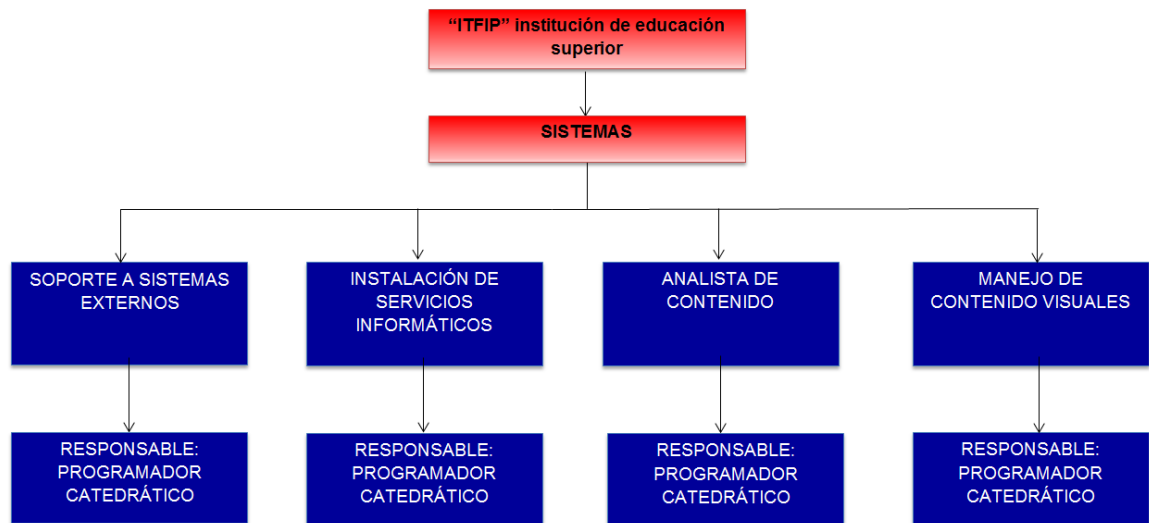 “ITFIP” institución de educación
superior
SISTEMAS
SOPORTE A SISTEMAS
EXTERNOS
INSTALACIÓN DE
SERVICIOS
INFORMÁTICOS
ANALISTA DE
CONTENIDO
MANEJO DE
CONTENIDO VISUALES
RESPONSABLE:
PROGRAMADOR
CATEDRÁTICO
RESPONSABLE:
PROGRAMADOR
CATEDRÁTICO
RESPONSABLE:
PROGRAMADOR
CATEDRÁTICO
RESPONSABLE:
PROGRAMADOR
CATEDRÁTICO